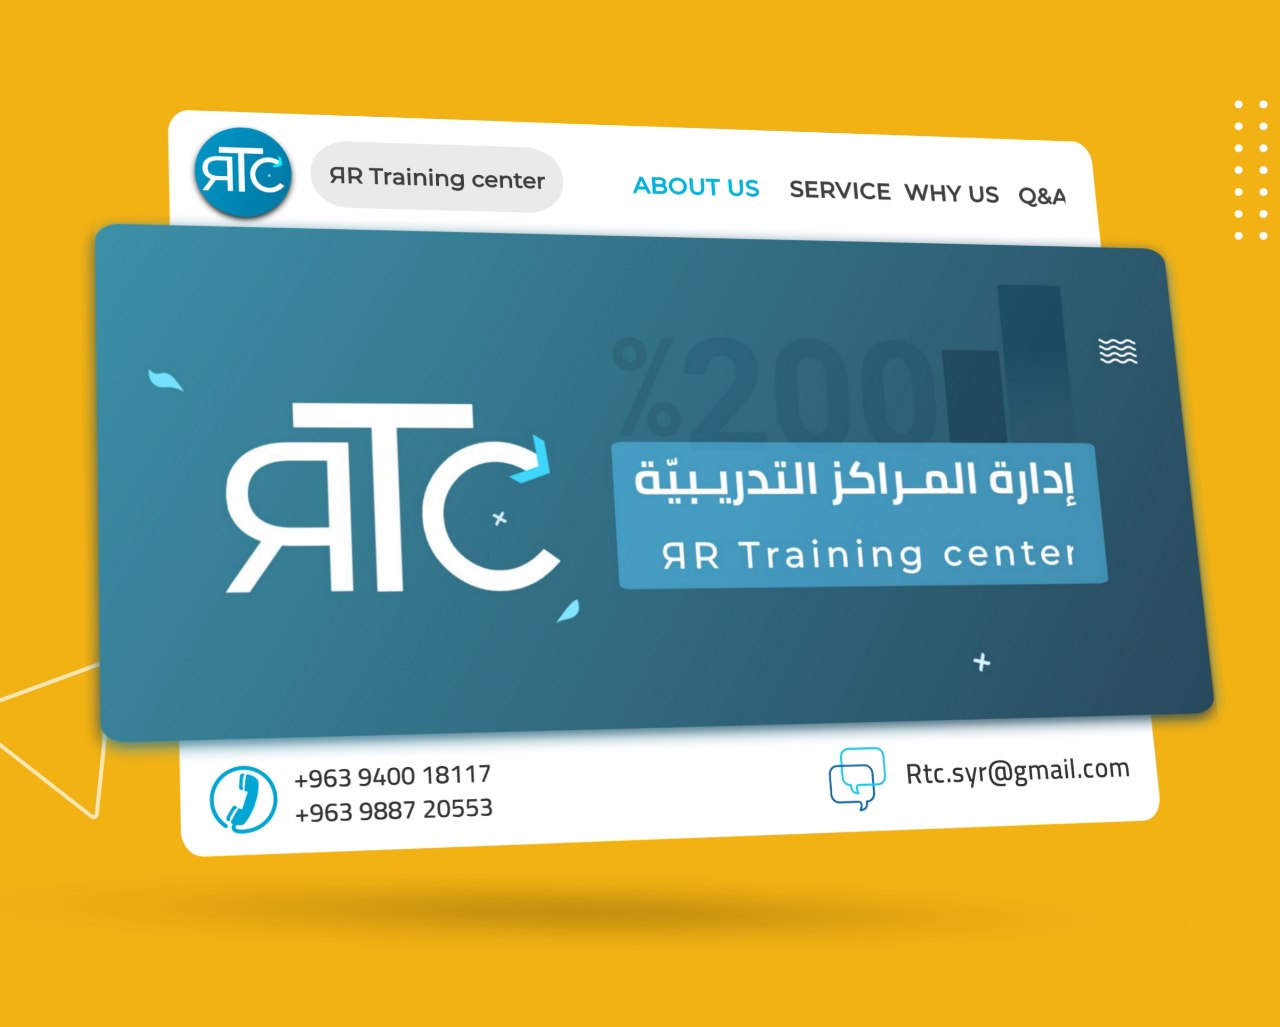 ЯTC
ЯR Training center
ABOUT US SERVICE WHY US Q&A
%200
ЯTC
إدارة المـراكز التدريـبيّة
ЯR Training center
+963 9400 18117
+963 9887 20553
Rtc.syr@gmail.com